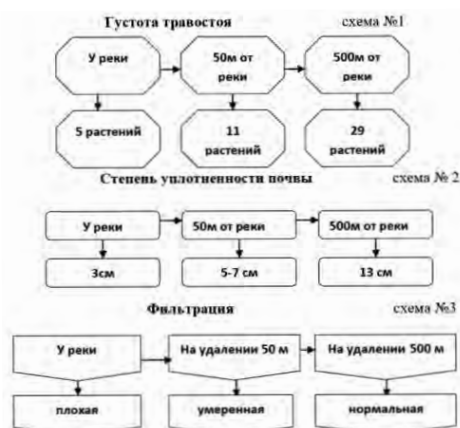 Густота травостоя схема №1
У реки 50м от реки 500м от реки
5 растений 11 растений 29 растений
Степень уплотненности почвы схема № 2
У реки 50м от реки 500м от реки
3см 5-7 см 13 см
Фильтрация схема №3
У реки На удалении 50 м На удалении 500 м
плохая умеренная нормальная